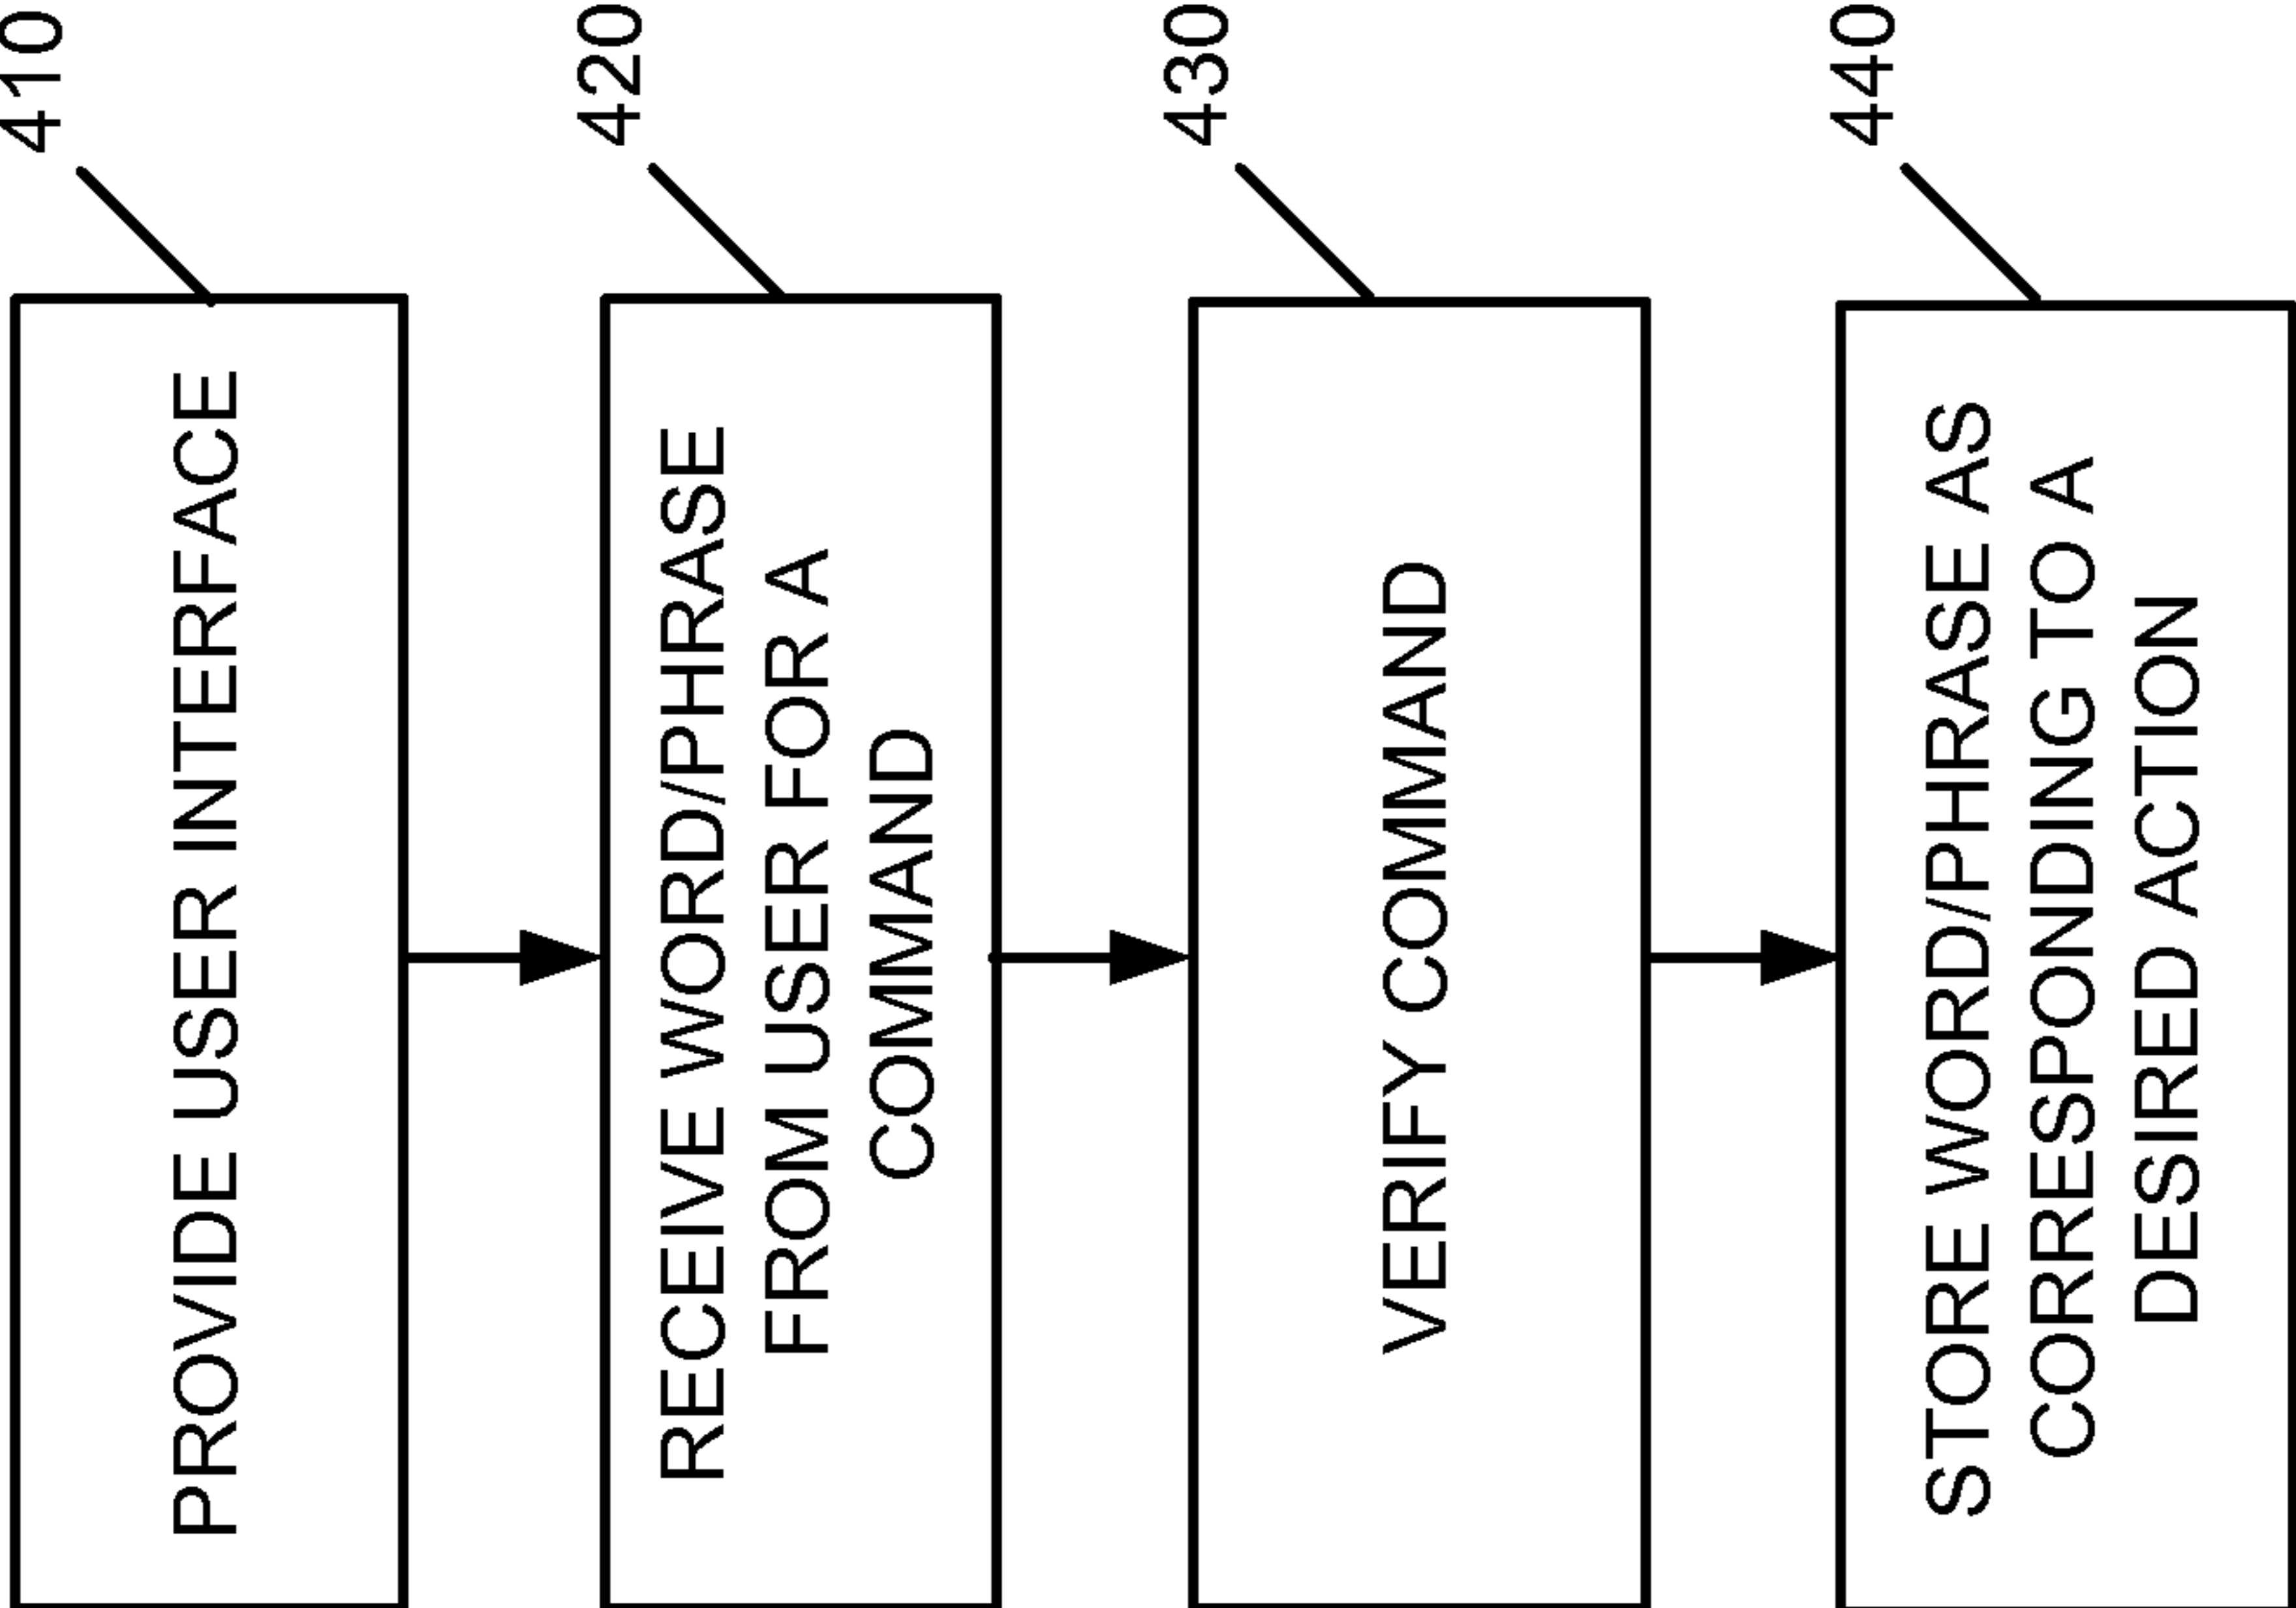 410
PROVIDE USER INTERFACE
420
RECEIVE WORD/PHRASE
FROM USER FOR A
COMMAND
430
VERIFY COMMAND
440
STORE WORD/PHRASE AS
CORRESPONDING TO A
DESIRED ACTION